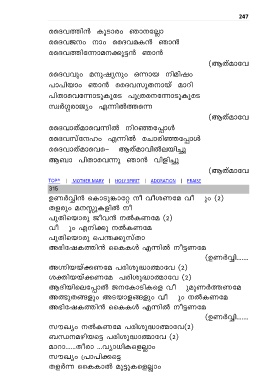 247
ദൈവത്തിൻ കൂടാരം ഞാനല്ലോ
ദൈവജനം നാം ദൈവമകൻ ഞാൻ
ദൈവത്തിന്നോമനക്കുട്ടൻ ഞാൻ
(ആത്മാവേ
ദൈവവും മനുഷ്യനും ഒന്നായ നിമിഷം
പാപിയാം ഞാൻ ദൈവസുതനായ് മാറി
പിതാവെന്നോടുകൂടെ പുത്രനെന്നോടുകൂടെ
സ്വർഗ്ഗരാജ്യം എന്നിൽത്തന്നെ
(ആത്മാവേ
ദൈവാത്മാവെന്നിൽ നിറഞ്ഞപ്പോൾ
ദൈവസ്നേഹം എന്നിൽ ചൊരിഞ്ഞപ്പോൾ
ദൈവാത്മാവേ- ആത്മാവിൽലയിച്ചു
ആബാ പിതാവെന്നു ഞാൻ വിളിച്ചു
(ആത്മാവേ
TOP^ | MOTHER MARY | HOLY SPIRIT | ADORATION | PRAISE
315
ഉണർവ്വിൻ കൊടുങ്കാറ്റേ നീ വീശണമേ വീ ും (2)
തളരും മനസ്സുകളിൽ നീ
പുതിയൊരു ജീവൻ നൽകണമേ (2)
വീ ും എനിക്കു നൽകണമേ
പുതിയൊരു പെന്തക്കുസ്താ
അഭിഷേകത്തിൻ കൈകൾ എന്നിൽ നീട്ടണമേ
(ഉണർവ്വി.......
അഗ്നിയയ്ക്കണമേ പരിശുദ്ധാത്മാവേ (2)
ശക്തിയയ്ക്കണമേ പരിശുദ്ധാത്മാവേ (2)
ആദിയിലെപ്പോൽ ജനകോടികളെ വീ ുമുണർത്തണമേ
അത്ഭുതങ്ങളും അടയാളങ്ങളും വീ ും നൽകണമേ
അഭിഷേകത്തിൻ കൈകൾ എന്നിൽ നീട്ടണമേ
(ഉണർവ്വി.......
സൗഖ്യം നൽകണമേ പരിശുദ്ധാത്മാവേ(2)
ബന്ധനമഴിയട്ടെ പരിശുദ്ധാത്മാവേ (2)
മാറാ......തീരാ ...വ്യാധികളെല്ലാം
സൗഖ്യം പ്രാപിക്കട്ടെ
തളർന്ന കൈകാൽ മുട്ടുകളെല്ലാം